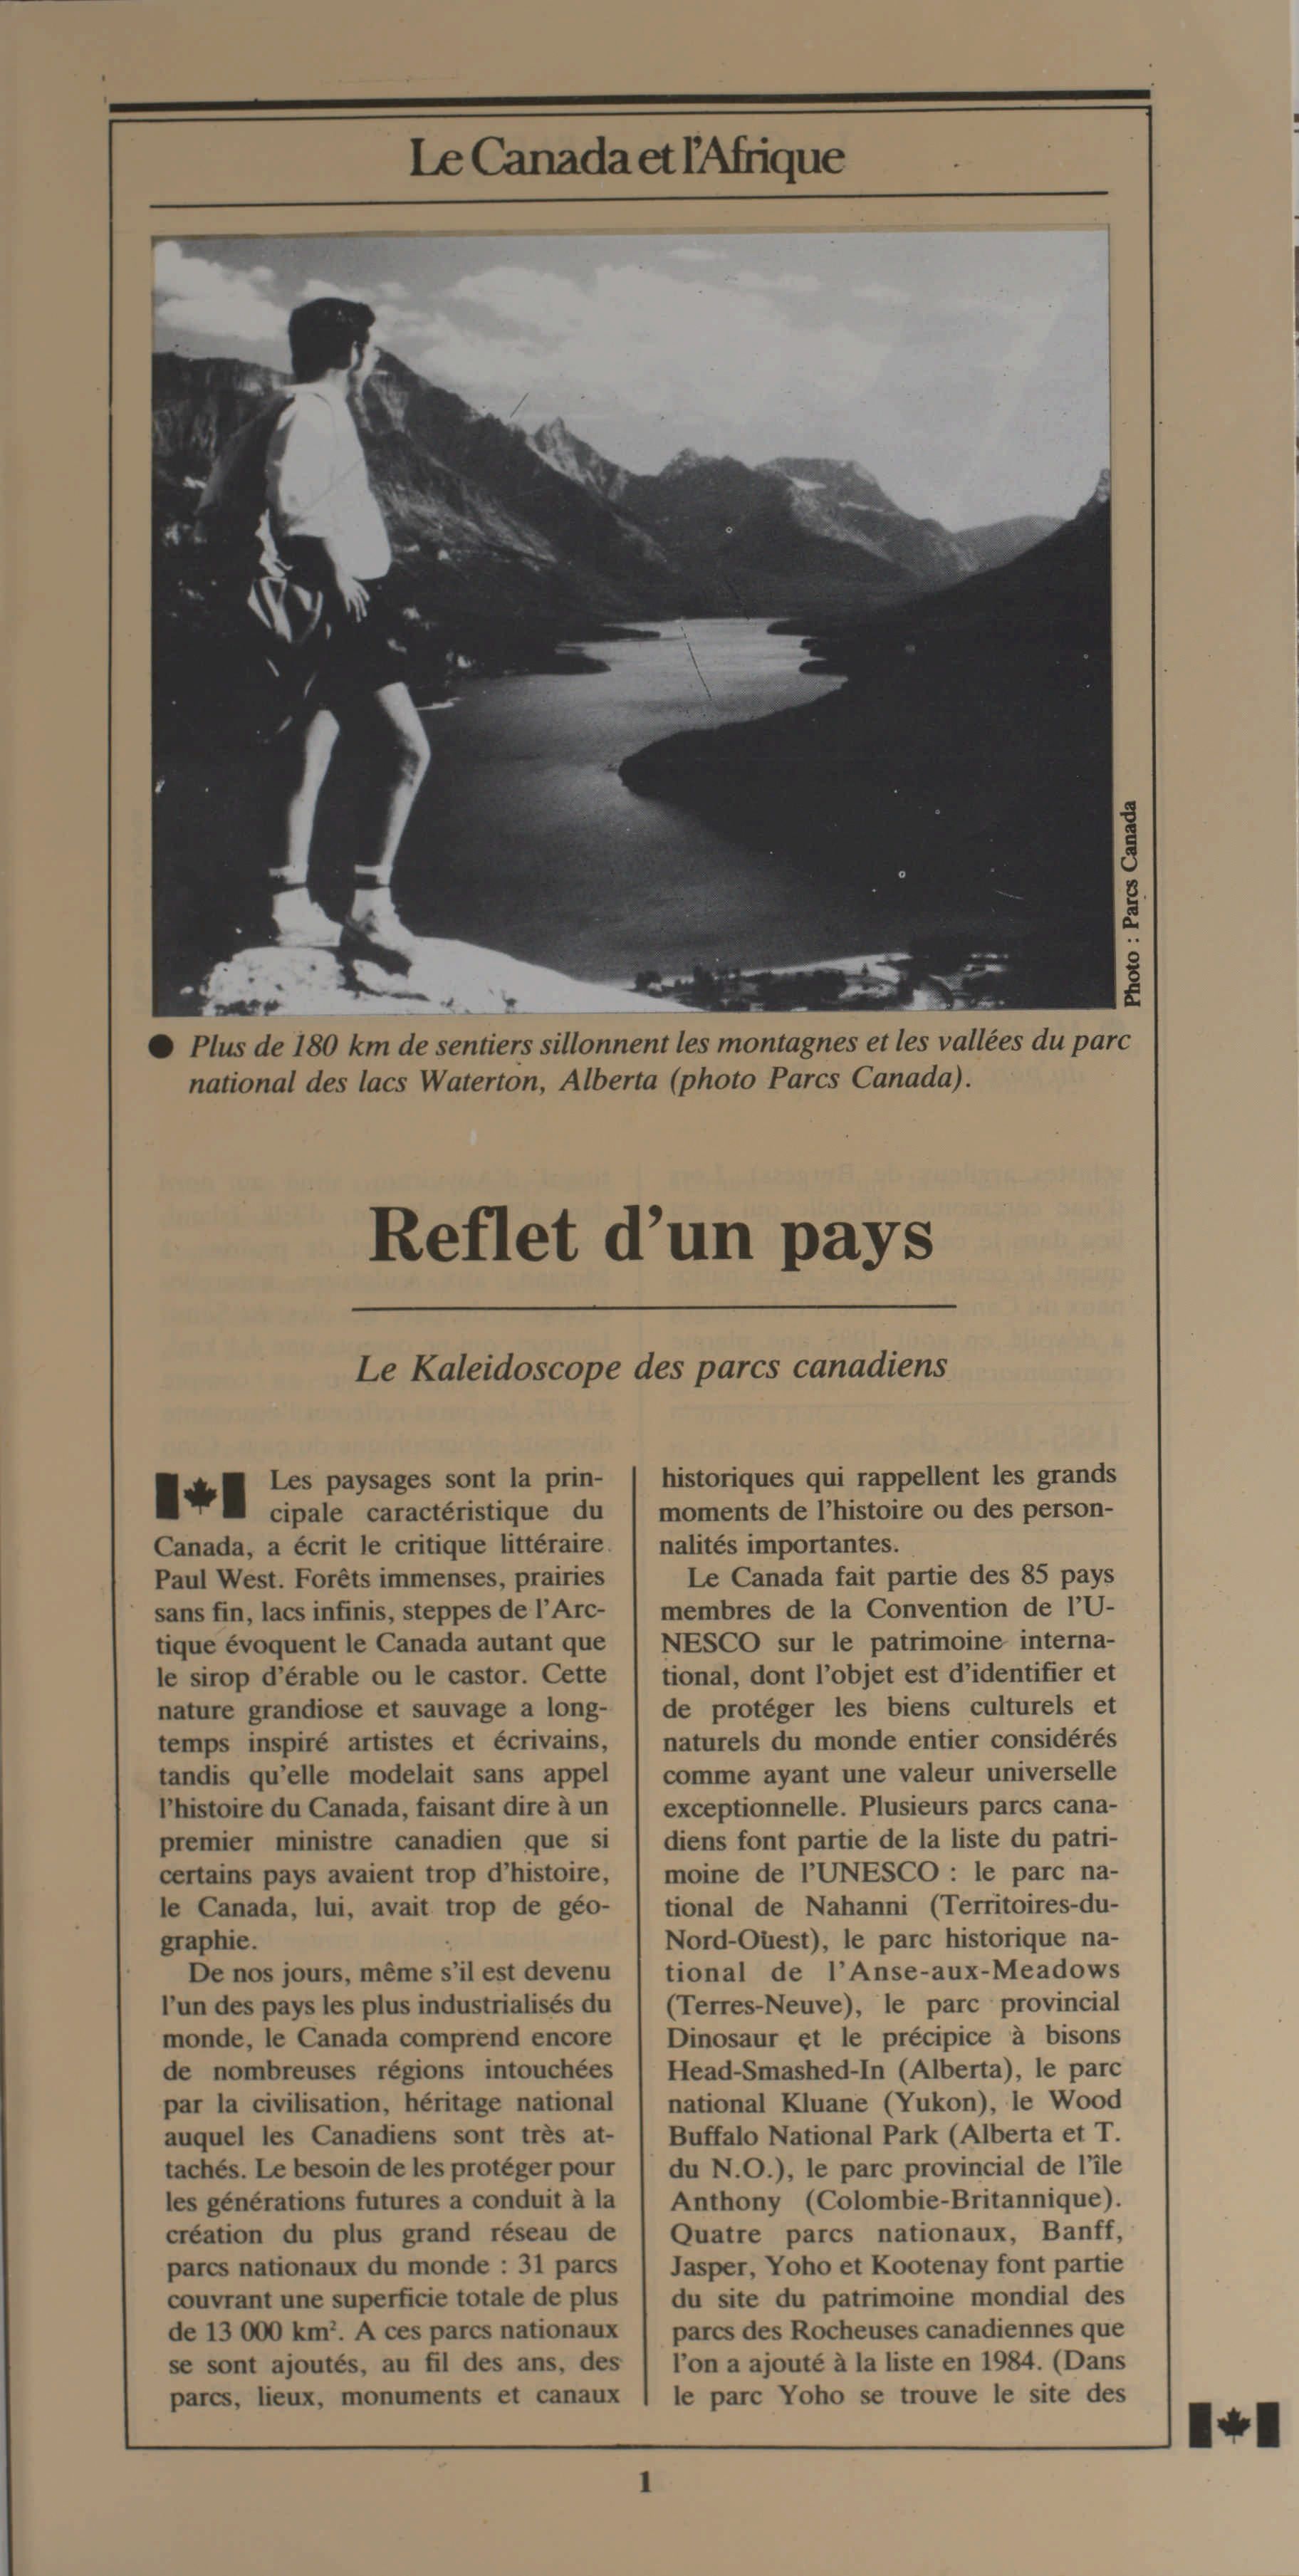 Le Canada et l'Afrique
Photo : Parcs Canada
● Plus de 180 km de sentiers sillonnent les montagnes et les vallées du parc
national des lacs Waterton, Alberta (photo Parcs Canada).
Reflet d'un pays
Le Kaleidoscope des parcs canadiens
Les paysages sont la prin-
cipale caractéristique du
Canada, a écrit le critique littéraire
Paul West. Forêts immenses, prairies
sans fin, lacs infinis, steppes de l'Arc-
tique évoquent le Canada autant que
le sirop d'érable ou le castor. Cette
nature grandiose et sauvage a long-
temps inspiré artistes et écrivains,
tandis qu'elle modelait sans appel
l'histoire du Canada, faisant dire à un
premier ministre canadien que si
certains pays avaient trop d'histoire,
le Canada, lui, avait trop de géo-
graphie.
De nos jours, même s'il est devenu
l'un des pays les plus industrialisés du
monde, le Canada comprend encore
de nombreuses régions intouchées
par la civilisation, héritage national
auquel les Canadiens sont très at-
tachés. Le besoin de les protéger pour
les générations futures a conduit à la
création du plus grand réseau de
parcs nationaux du monde : 31 parcs
couvrant une superficie totale de plus
de 13 000 km². A ces parcs nationaux
se sont ajoutés, au fil des ans, des
parcs, lieux, monuments et canaux
historiques qui rappellent les grands
moments de l'histoire ou des person-
nalités importantes.
Le Canada fait partie des 85 pays
membres de la Convention de l'U-
NESCO sur le patrimoine interna-
tional, dont l'objet est d'identifier et
de protéger les biens culturels et
naturels du monde entier considérés
comme ayant une valeur universelle
exceptionnelle. Plusieurs parcs cana-
diens font partie de la liste du patri-
moine de l'UNESCO : le parc na-
tional de Nahanni (Territoires-du-
Nord-Ouest), le parc historique na-
tional de l'Anse-aux-Meadows
(Terres-Neuve), le parc provincial
Dinosaur et le précipice à bisons
Head-Smashed-In (Alberta), le parc
national Kluane (Yukon), le Wood
Buffalo National Park (Alberta et T.
du N.O.), le parc provincial de l'île
Anthony (Colombie-Britannique).
Quatre parcs nationaux, Banff,
Jasper, Yoho et Kootenay font partie
du site du patrimoine mondial des
parcs des Rocheuses canadiennes que
l'on a ajouté à la liste en 1984. (Dans
le parc Yoho se trouve le site des
1